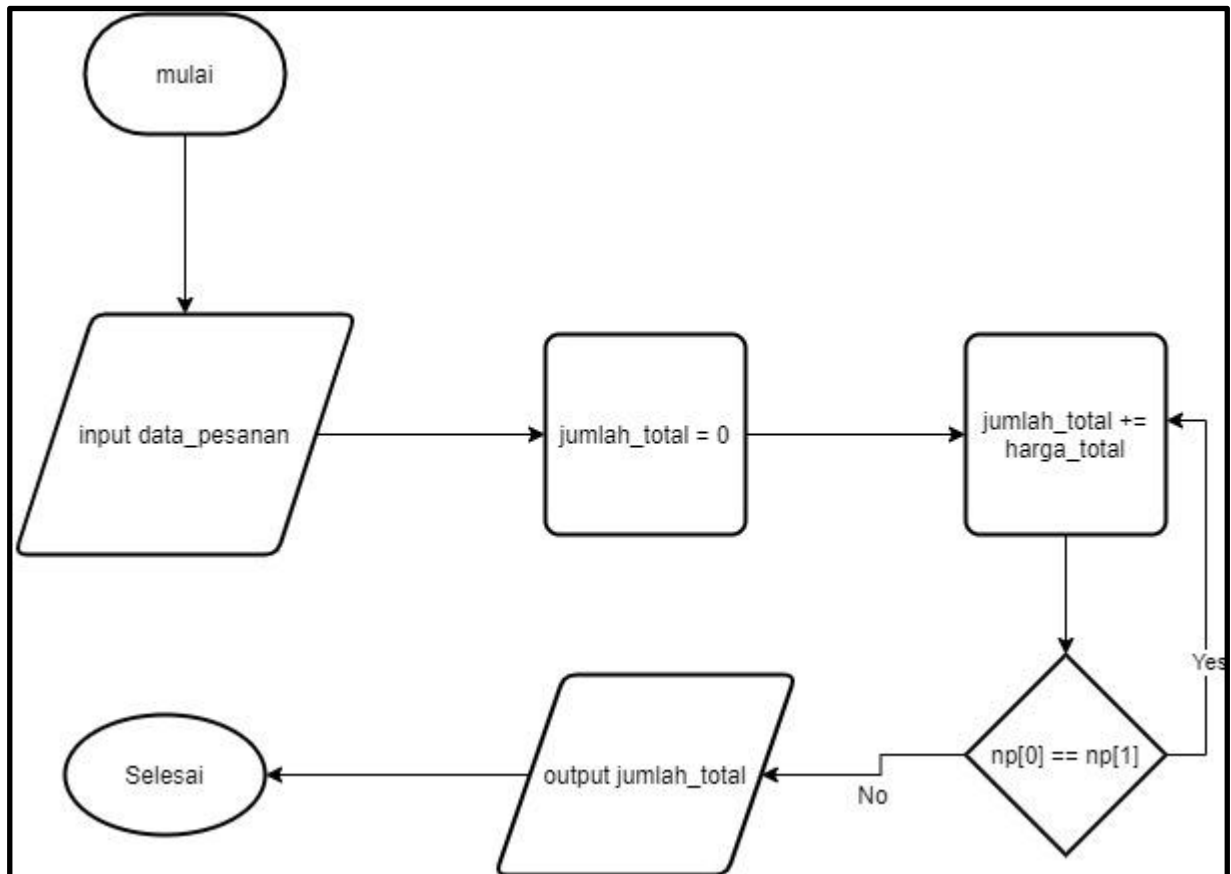 mulai
input data_pesanan
jumlah_total = 0
jumlah_total +=
harga_total
np[0] == np[1]
Yes
No
output jumlah_total
Selesai